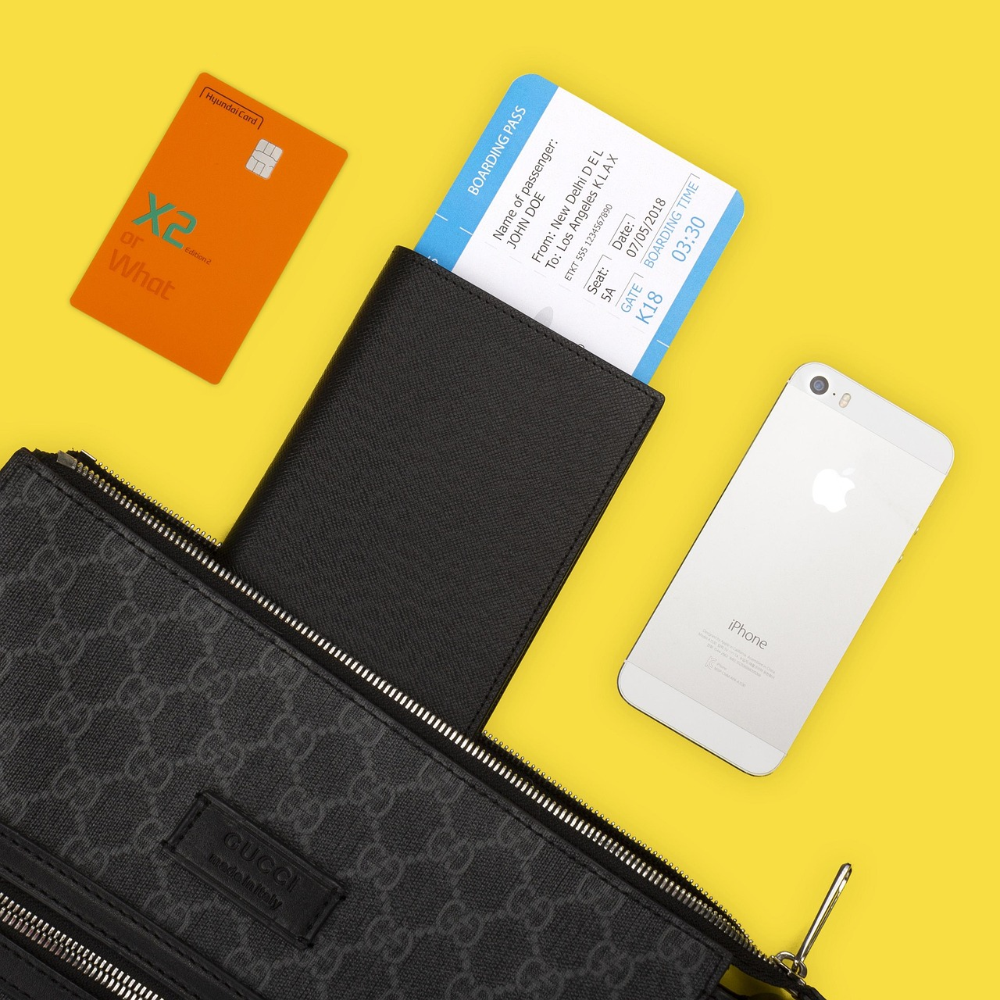 Hyundai Card
X2
Edition2
or
What
BOARDING PASS
Name of passenger:
JOHN DOE
From: New Delhi D E L
To: Los Angeles K L A X
ETKT 555 1234567890
Seat:
5A
Date:
07/05/2018
GATE
K18
BOARDING TIME
03:30
S
iPhone
GUCCI
made in italy